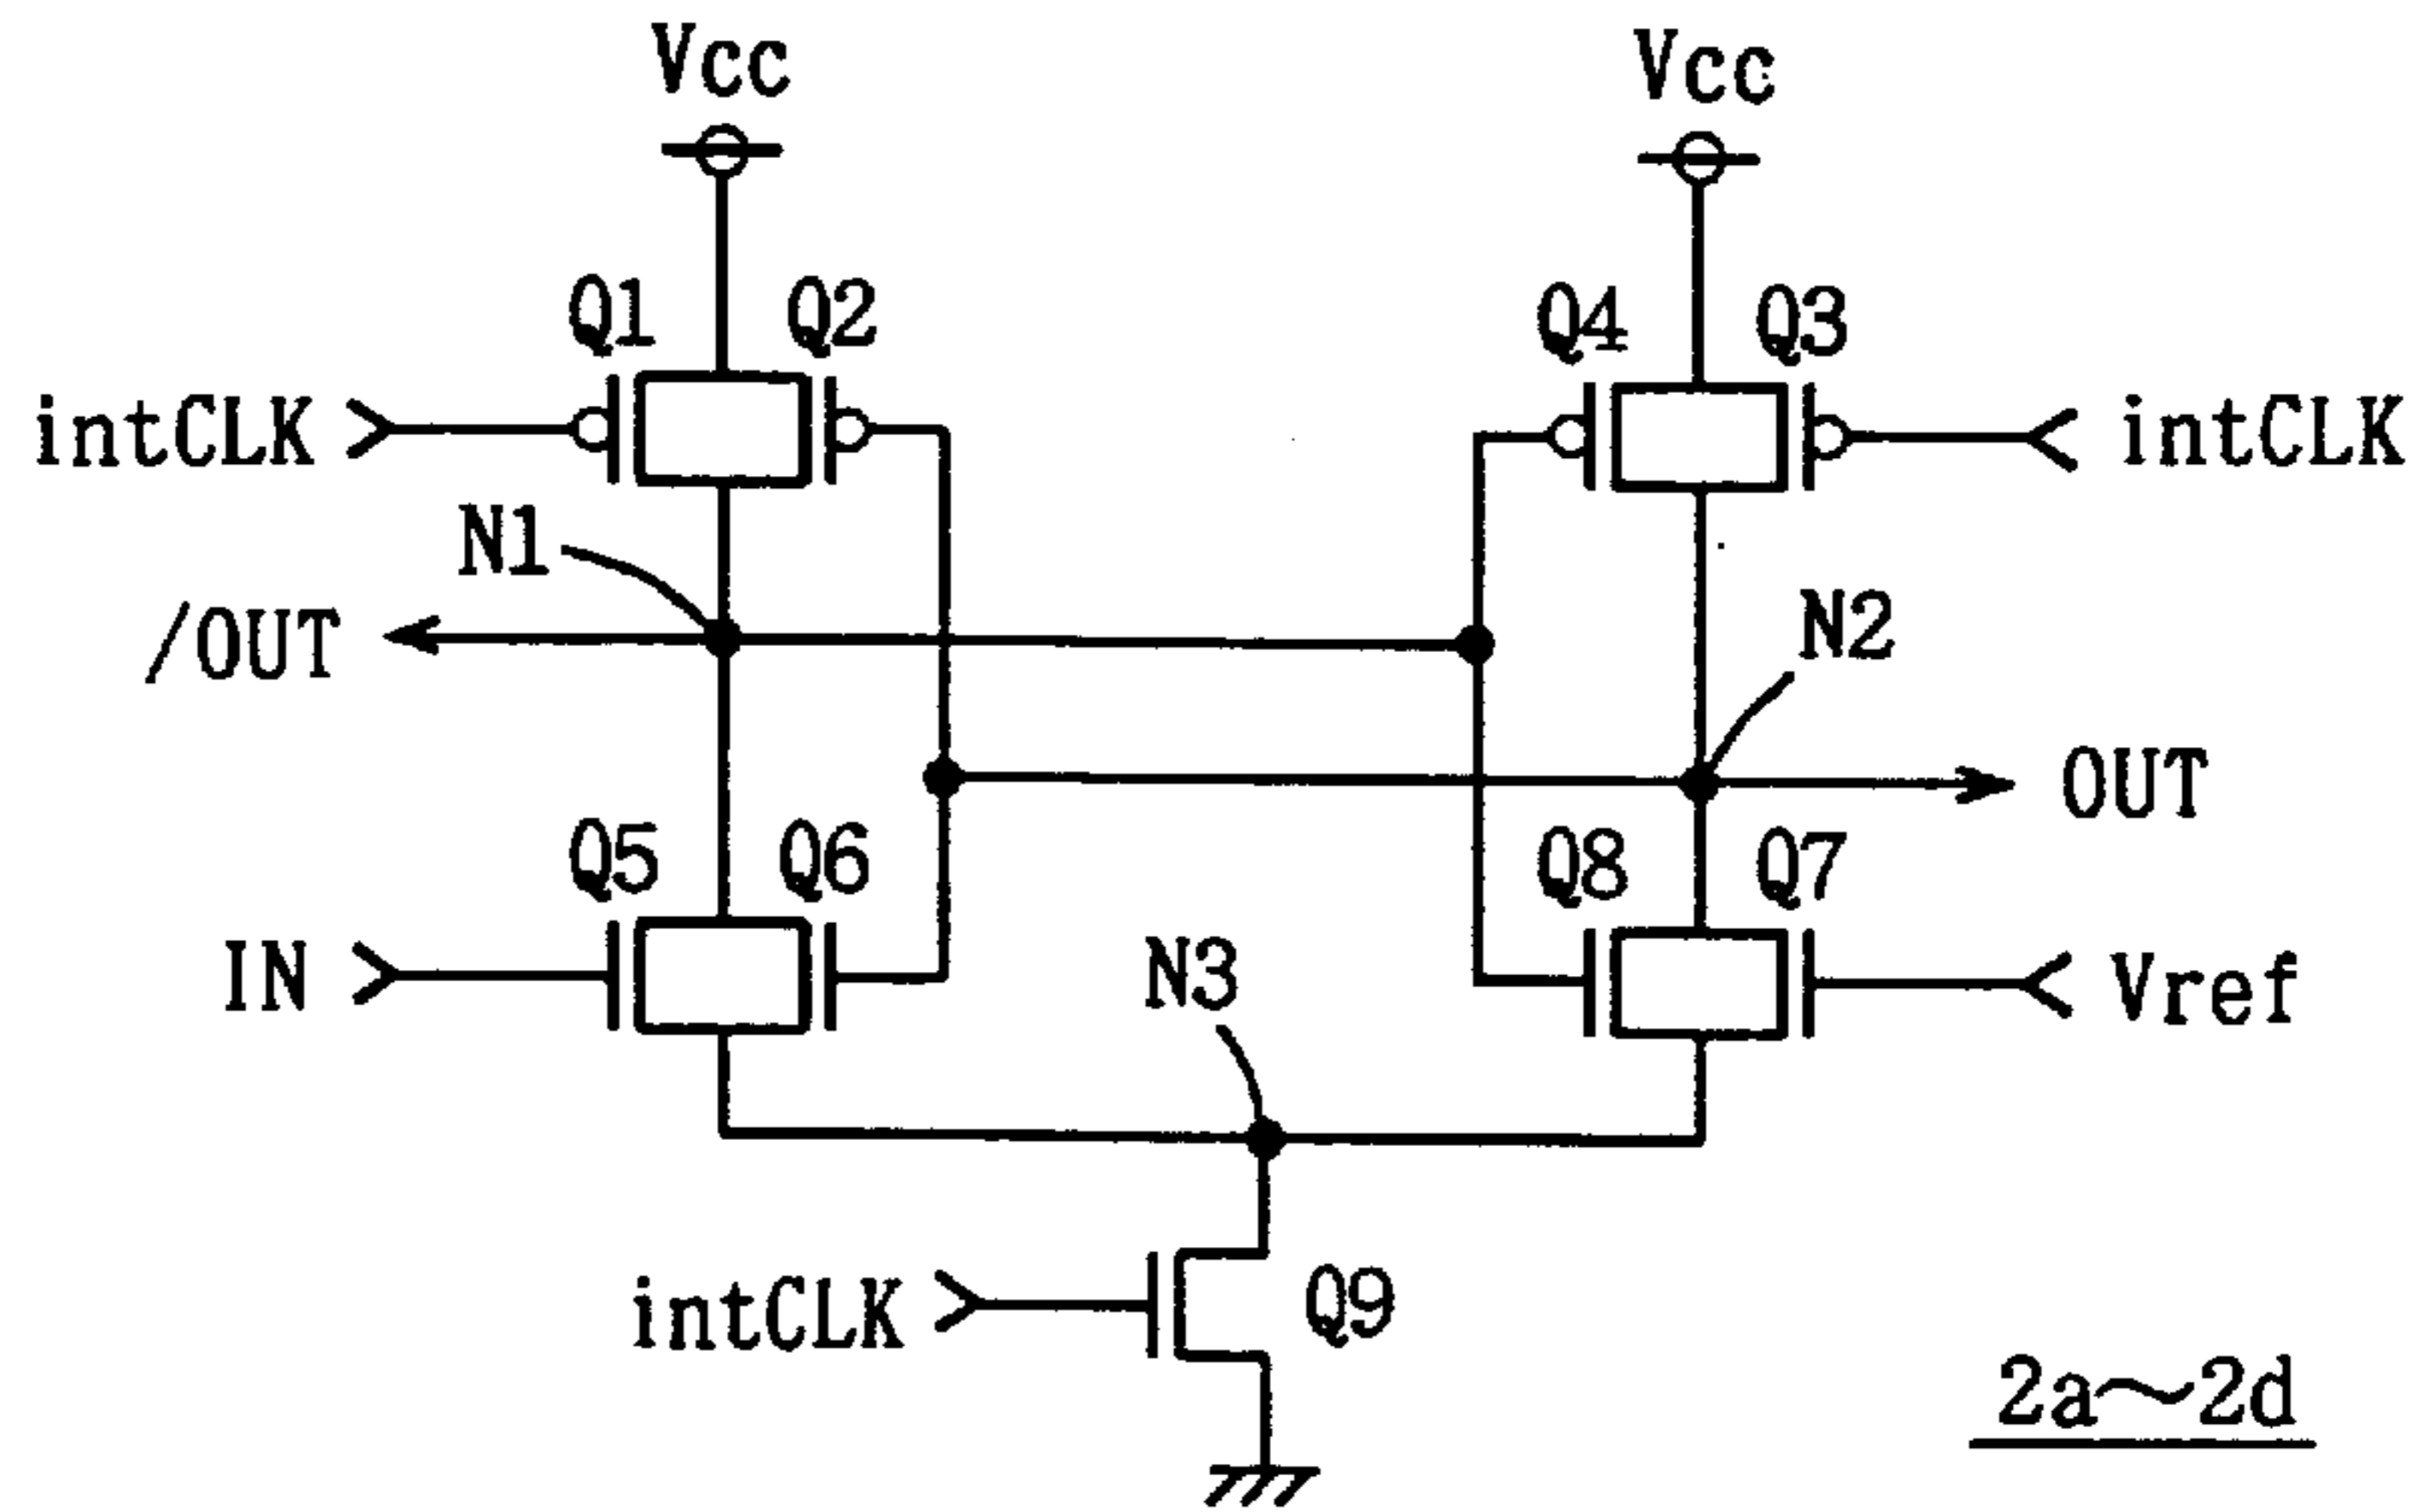 Vcc Vcc
Q1 Q2 Q4 Q3
intCLK intCLK
N1
/OUT N2
OUT
Q5 Q6 Q8 Q7
IN N3 Vref
intCLK Q9
2a~2d